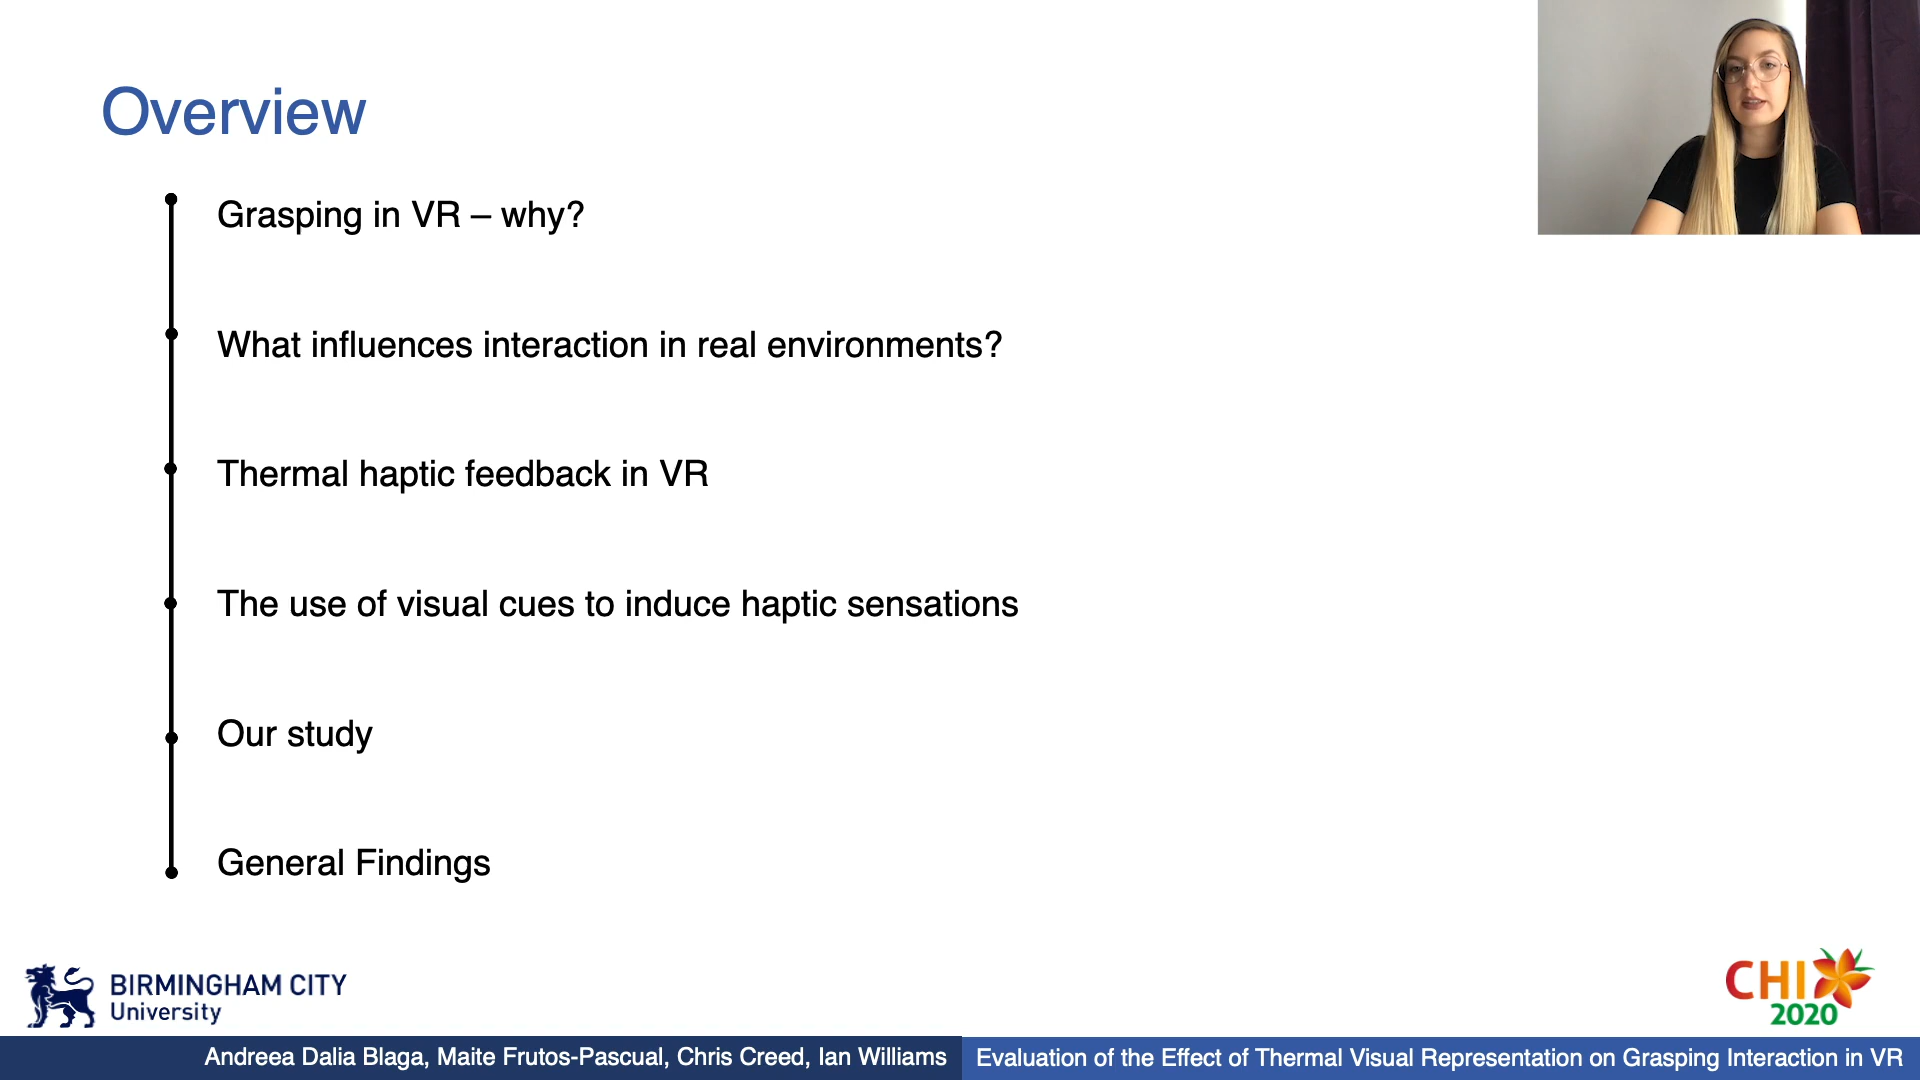 Overview
Grasping in VR – why?
What influences interaction in real environments?
Thermal haptic feedback in VR
The use of visual cues to induce haptic sensations
Our study
General Findings
BIRMINGHAM CITY
University
CHI
2020
Andreea Dalia Blaga, Maite Frutos-Pascual, Chris Creed, Ian Williams
Evaluation of the Effect of Thermal Visual Representation on Grasping Interaction in VR